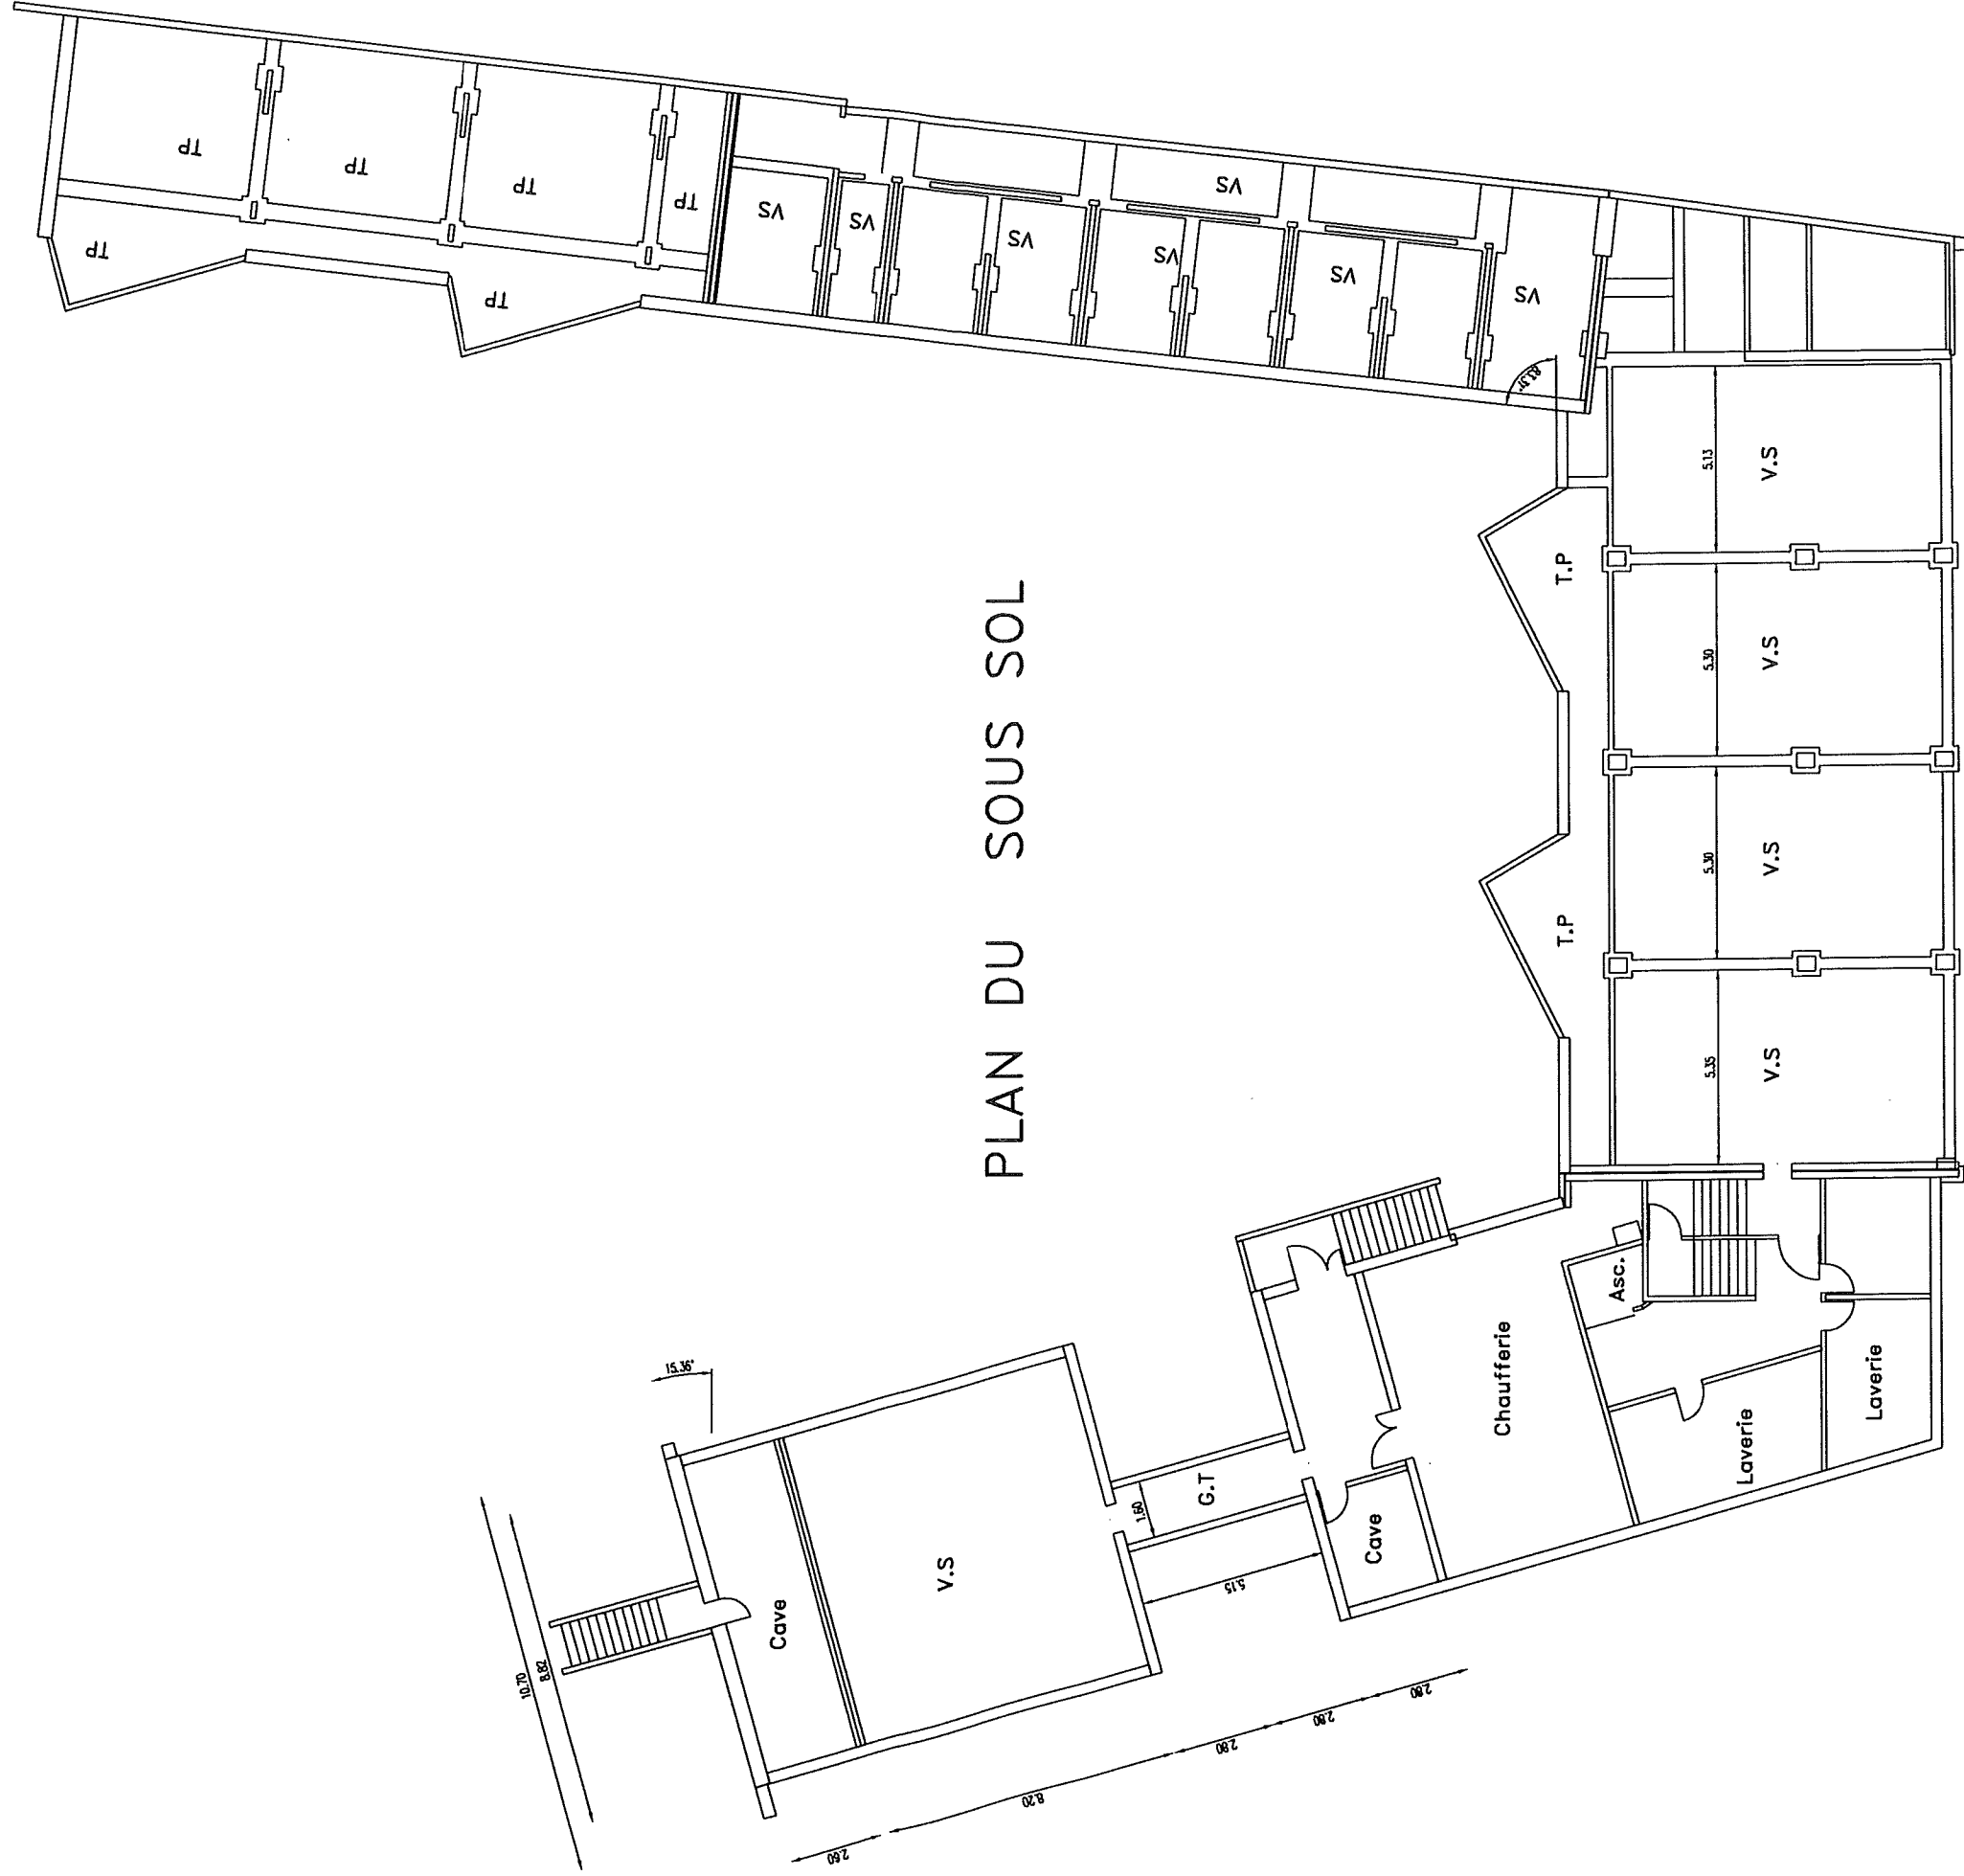 PLAN DU SOUS SOL
TP
TP
TP
TP
TP
TP
VS
VS
VS
VS
VS
VS
VS
83.31°
T.P
T.P
5.13
V.S
5.30
V.S
5.30
V.S
5.35
V.S
Asc.
Chaufferie
Laverie
Laverie
Cave
G.T
1.60
5.15
V.S
Cave
15.36°
10.70
8.82
2.60
8.20
2.80
2.80
2.80